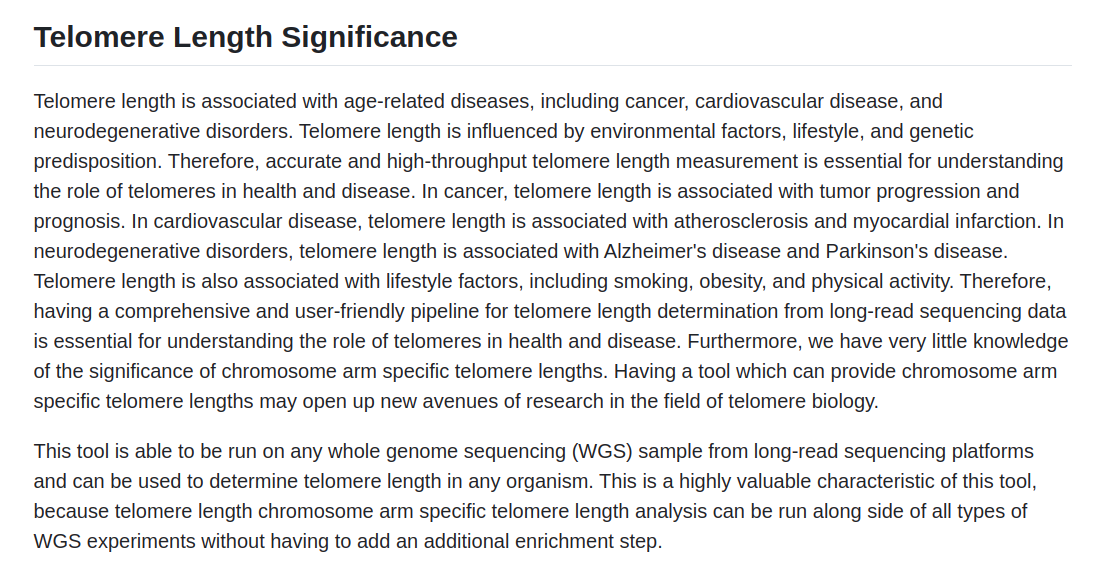 Telomere Length Significance
Telomere length is associated with age-related diseases, including cancer, cardiovascular disease, and
neurodegenerative disorders. Telomere length is influenced by environmental factors, lifestyle, and genetic
predisposition. Therefore, accurate and high-throughput telomere length measurement is essential for understanding
the role of telomeres in health and disease. In cancer, telomere length is associated with tumor progression and
prognosis. In cardiovascular disease, telomere length is associated with atherosclerosis and myocardial infarction. In
neurodegenerative disorders, telomere length is associated with Alzheimer's disease and Parkinson's disease.
Telomere length is also associated with lifestyle factors, including smoking, obesity, and physical activity. Therefore,
having a comprehensive and user-friendly pipeline for telomere length determination from long-read sequencing data
is essential for understanding the role of telomeres in health and disease. Furthermore, we have very little knowledge
of the significance of chromosome arm specific telomere lengths. Having a tool which can provide chromosome arm
specific telomere lengths may open up new avenues of research in the field of telomere biology.
This tool is able to be run on any whole genome sequencing (WGS) sample from long-read sequencing platforms
and can be used to determine telomere length in any organism. This is a highly valuable characteristic of this tool,
because telomere length chromosome arm specific telomere length analysis can be run along side of all types of
WGS experiments without having to add an additional enrichment step.